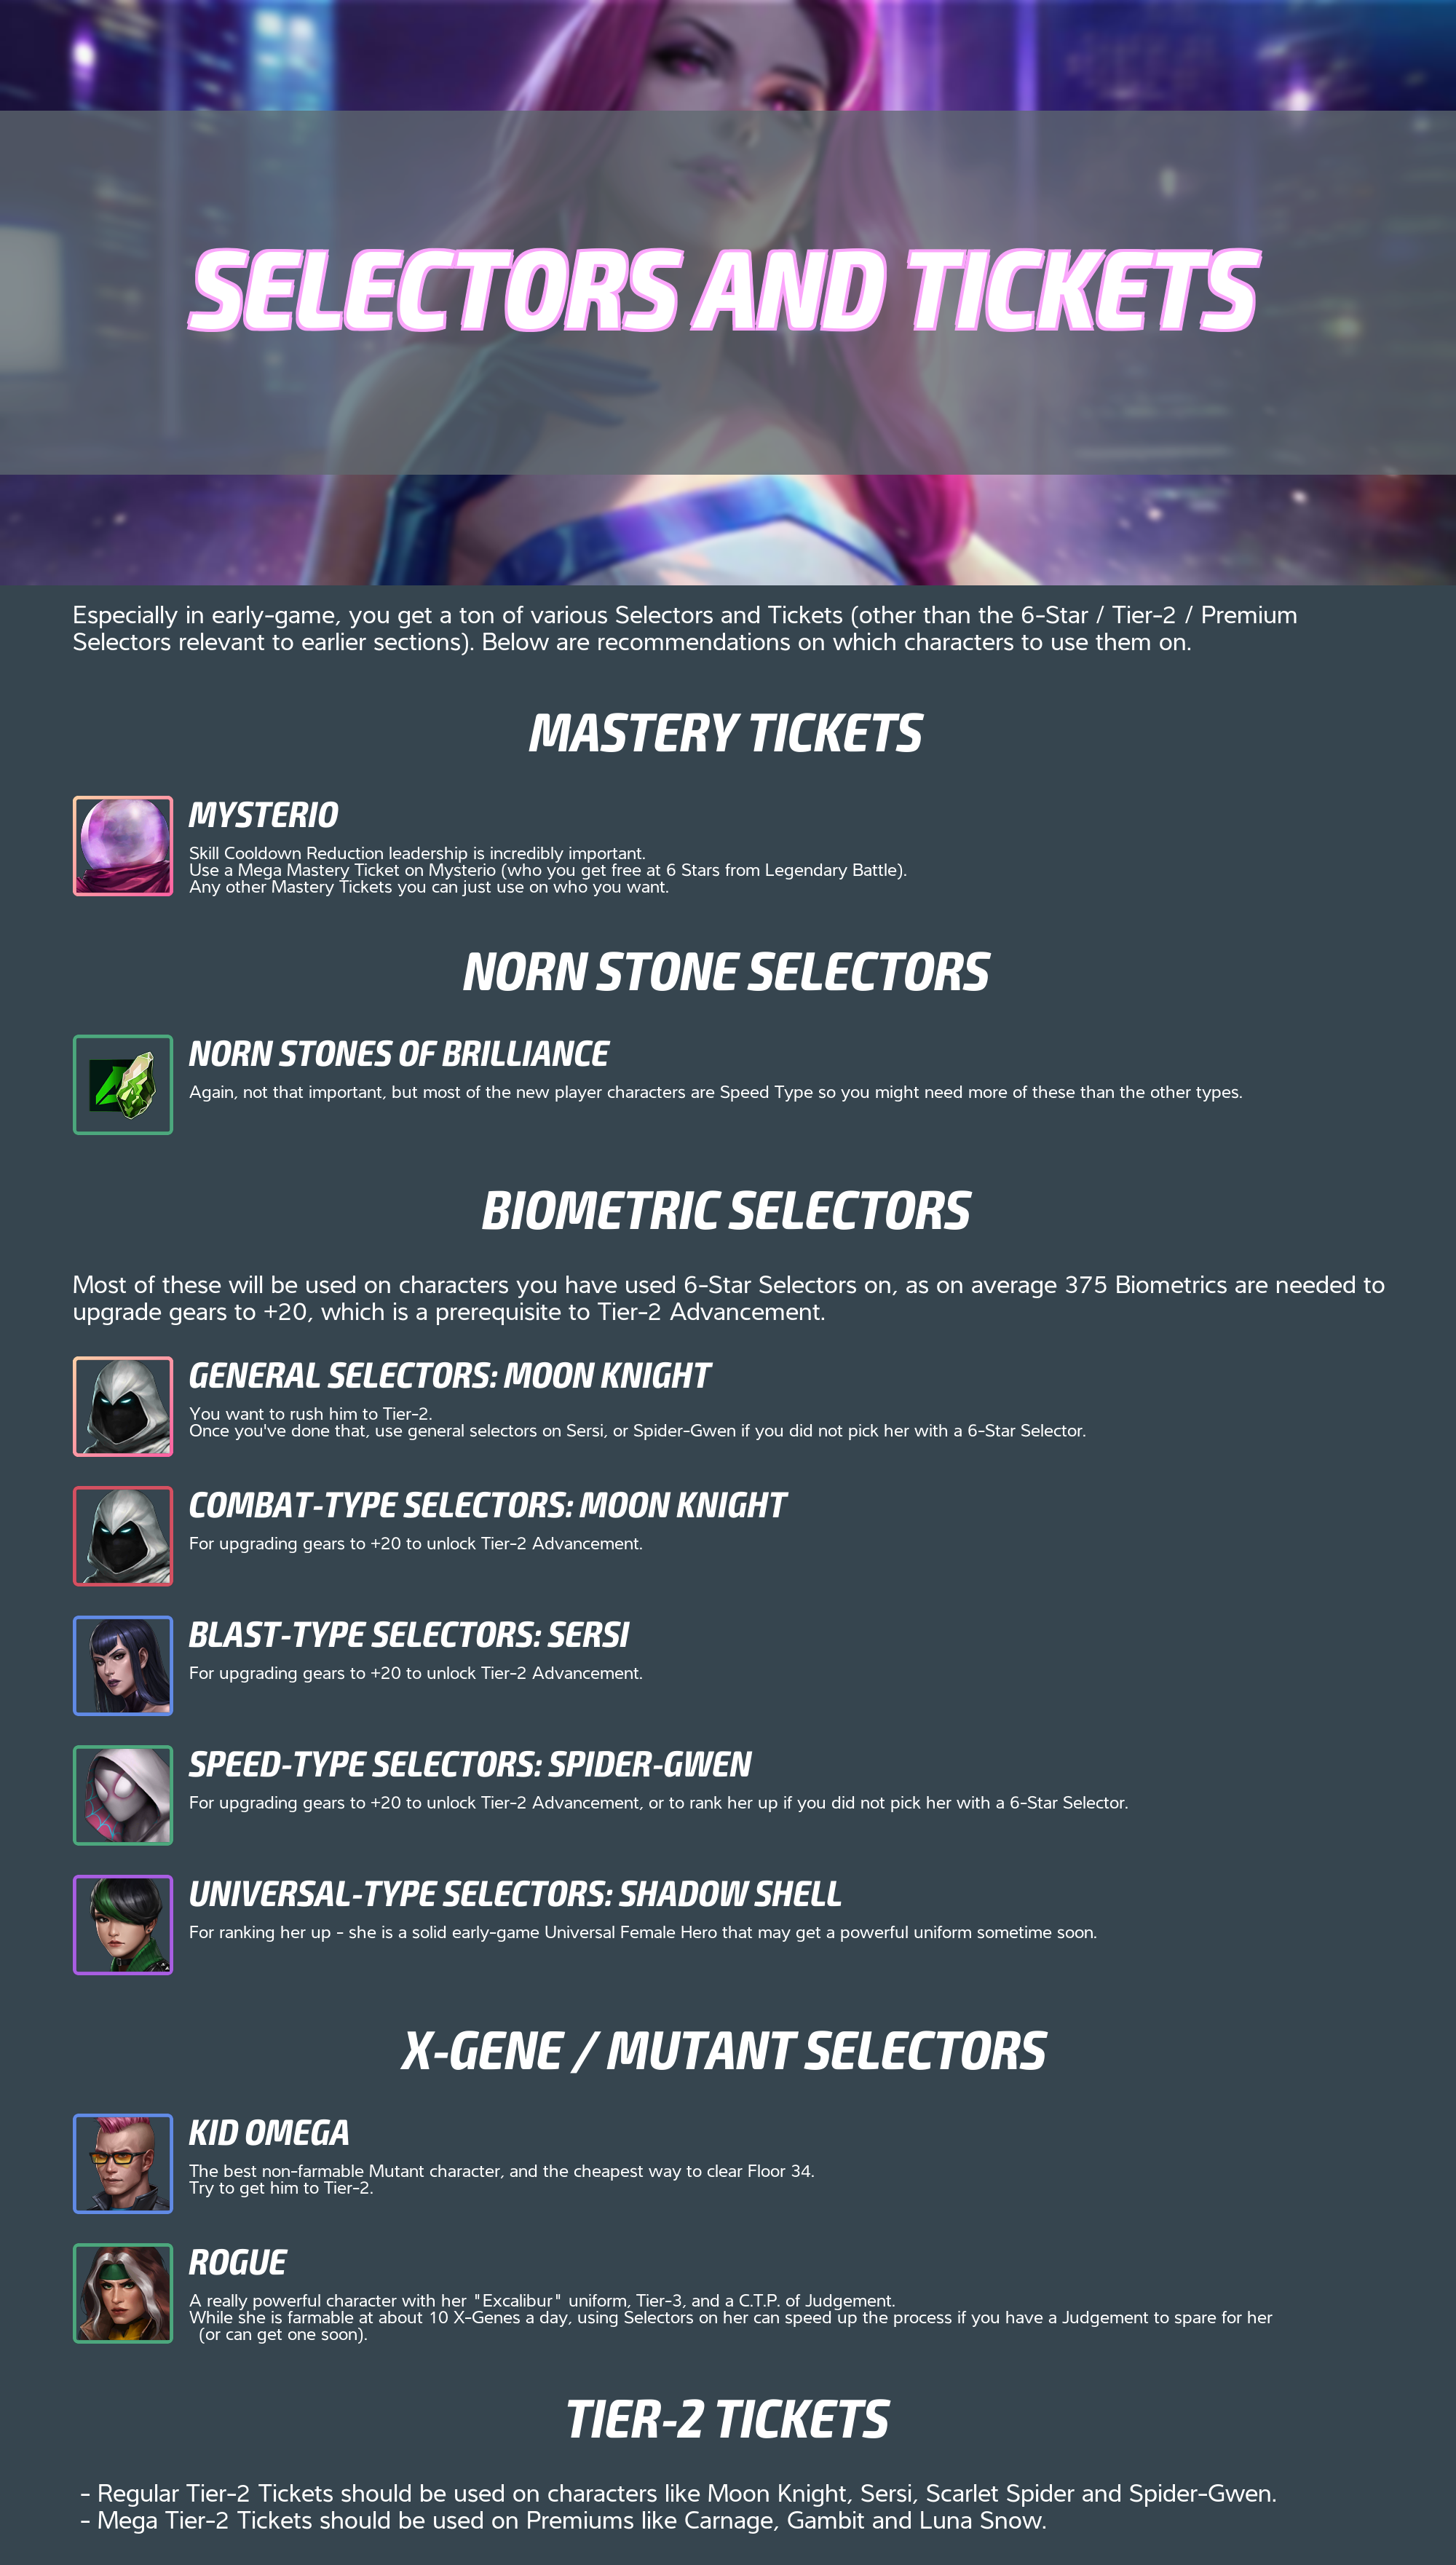 SELECTORS AND TICKETS
Especially in early-game, you get a ton of various Selectors and Tickets (other than the 6-Star / Tier-2 / Premium
Selectors relevant to earlier sections). Below are recommendations on which characters to use them on.
MASTERY TICKETS
MYSTERIO
Skill Cooldown Reduction leadership is incredibly important.
Use a Mega Mastery Ticket on Mysterio (who you get free at 6 Stars from Legendary Battle).
Any other Mastery Tickets you can just use on who you want.
NORN STONE SELECTORS
NORN STONES OF BRILLIANCE
Again, not that important, but most of the new player characters are Speed Type so you might need more of these than the other types.
BIOMETRIC SELECTORS
Most of these will be used on characters you have used 6-Star Selectors on, as on average 375 Biometrics are needed to
upgrade gears to +20, which is a prerequisite to Tier-2 Advancement.
GENERAL SELECTORS: MOON KNIGHT
You want to rush him to Tier-2.
Once you've done that, use general selectors on Sersi, or Spider-Gwen if you did not pick her with a 6-Star Selector.
COMBAT-TYPE SELECTORS: MOON KNIGHT
For upgrading gears to +20 to unlock Tier-2 Advancement.
BLAST-TYPE SELECTORS: SERSI
For upgrading gears to +20 to unlock Tier-2 Advancement.
SPEED-TYPE SELECTORS: SPIDER-GWEN
For upgrading gears to +20 to unlock Tier-2 Advancement, or to rank her up if you did not pick her with a 6-Star Selector.
UNIVERSAL-TYPE SELECTORS: SHADOW SHELL
For ranking her up - she is a solid early-game Universal Female Hero that may get a powerful uniform sometime soon.
X-GENE / MUTANT SELECTORS
KID OMEGA
The best non-farmable Mutant character, and the cheapest way to clear Floor 34.
Try to get him to Tier-2.
ROGUE
A really powerful character with her "Excalibur" uniform, Tier-3, and a C.T.P. of Judgement.
While she is farmable at about 10 X-Genes a day, using Selectors on her can speed up the process if you have a Judgement to spare for her
(or can get one soon).
TIER-2 TICKETS
- Regular Tier-2 Tickets should be used on characters like Moon Knight, Sersi, Scarlet Spider and Spider-Gwen.
- Mega Tier-2 Tickets should be used on Premiums like Carnage, Gambit and Luna Snow.